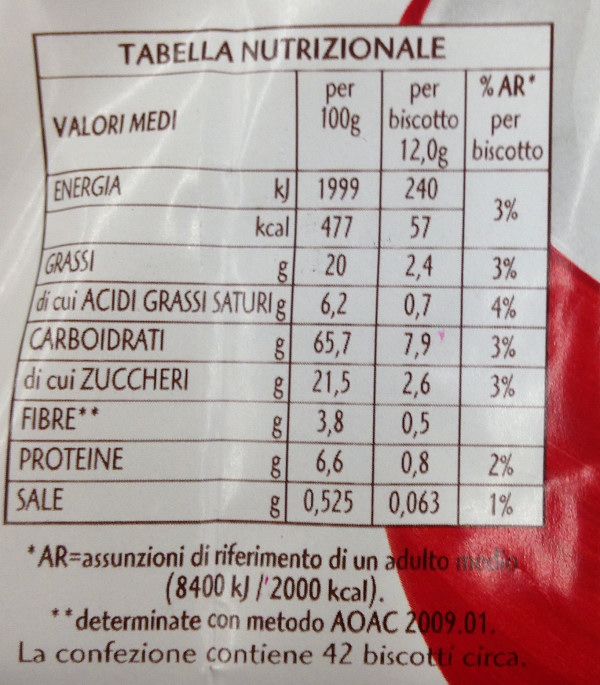 TABELLA NUTRIZIONALE
VALORI MEDI per 100g per biscotto 12,0g % AR* per biscotto
ENERGIA kJ 1999 240 3%
kcal 477 57
GRASSI g 20 2,4 3%
di cui ACIDI GRASSI SATURI g 6,2 0,7 4%
CARBOIDRATI g 65,7 7,9 3%
di cui ZUCCHERI g 21,5 2,6 3%
FIBRE** g 3,8 0,5
PROTEINE g 6,6 0,8 2%
SALE g 0,525 0,063 1%
*AR=assunzioni di riferimento di un adulto medio
(8400 kJ / 2000 kcal).
**determinate con metodo AOAC 2009.01.
La confezione contiene 42 biscotti circa.